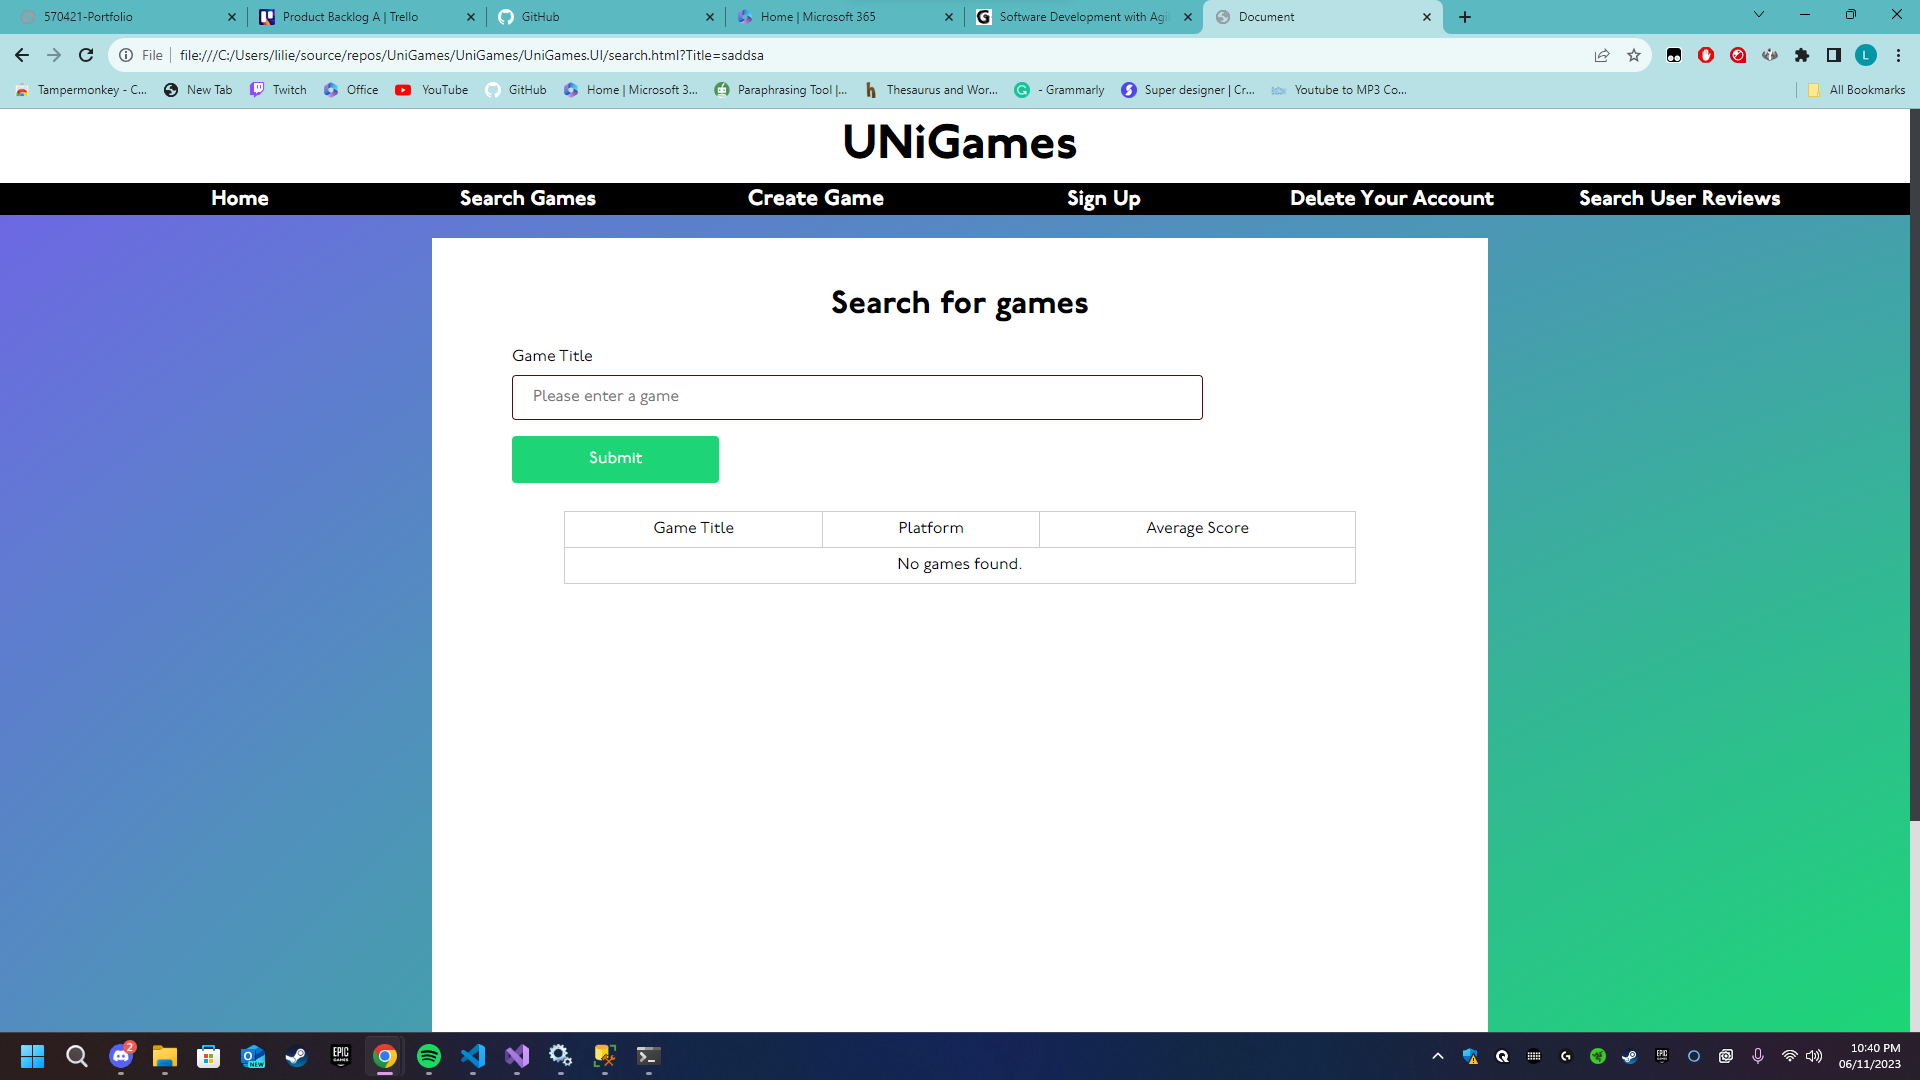 570421-Portfolio
Product Backlog A | Trello
GitHub
Home | Microsoft 365
Software Development with Agi
Document
File
file:///C:/Users/lilie/source/repos/UniGames/UniGames/UniGames.UI/search.html?Title=saddsa
L
Tampermonkey - C...
New Tab
Twitch
Office
YouTube
GitHub
Home | Microsoft 3...
Paraphrasing Tool |...
Thesaurus and Wor...
- Grammarly
Super designer | Cr...
Youtube to MP3 Co...
All Bookmarks
UNiGames
Home
Search Games
Create Game
Sign Up
Delete Your Account
Search User Reviews
Search for games
Game Title
Please enter a game
Submit
Game Title Platform Average Score
No games found.
2
NEW
EPIC GAMES
10:40 PM
06/11/2023